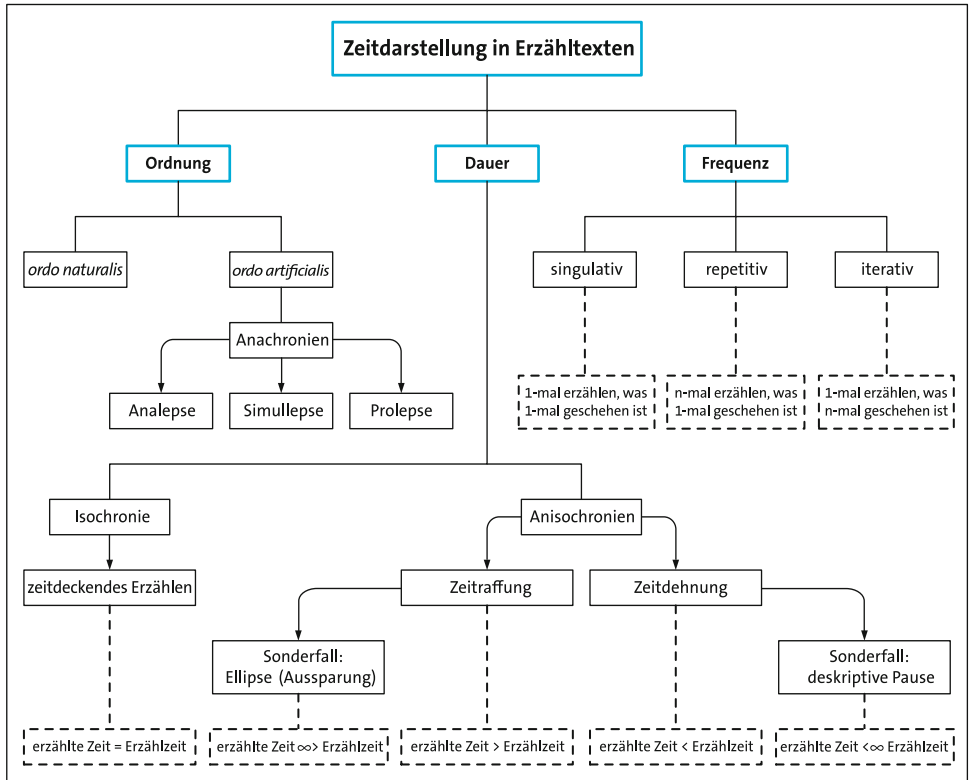 Zeitdarstellung in Erzähltexten
Ordnung
Dauer
Frequenz
ordo naturalis
ordo artificialis
singulativ
repetitiv
iterativ
Anachronien
Analepse
Simullepse
Prolepse
1-mal erzählen, was
1-mal geschehen ist
n-mal erzählen, was
1-mal geschehen ist
1-mal erzählen, was
n-mal geschehen ist
Isochronie
Anisochronien
zeitdeckendes Erzählen
Zeitraffung
Zeitdehnung
Sonderfall:
Ellipse (Aussparung)
Sonderfall:
deskriptive Pause
erzählte Zeit = Erzählzeit
erzählte Zeit ∞> Erzählzeit
erzählte Zeit > Erzählzeit
erzählte Zeit < Erzählzeit
erzählte Zeit <∞ Erzählzeit